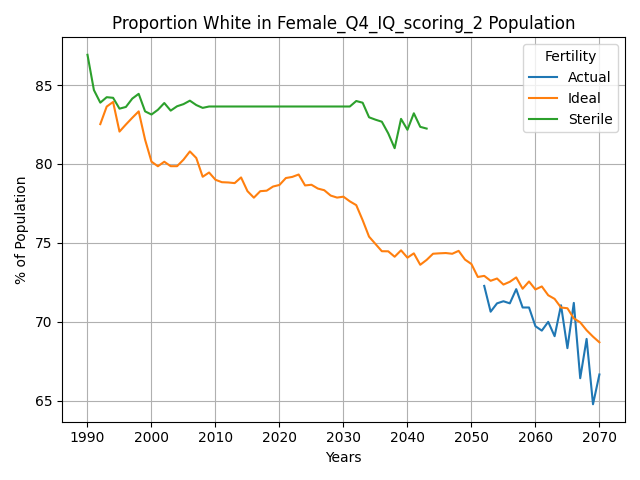 Proportion White in Female_Q4_IQ_scoring_2 Population
Fertility
Actual
Ideal
Sterile
% of Population
85
80
75
70
65
1990
2000
2010
2020
2030
2040
2050
2060
2070
Years